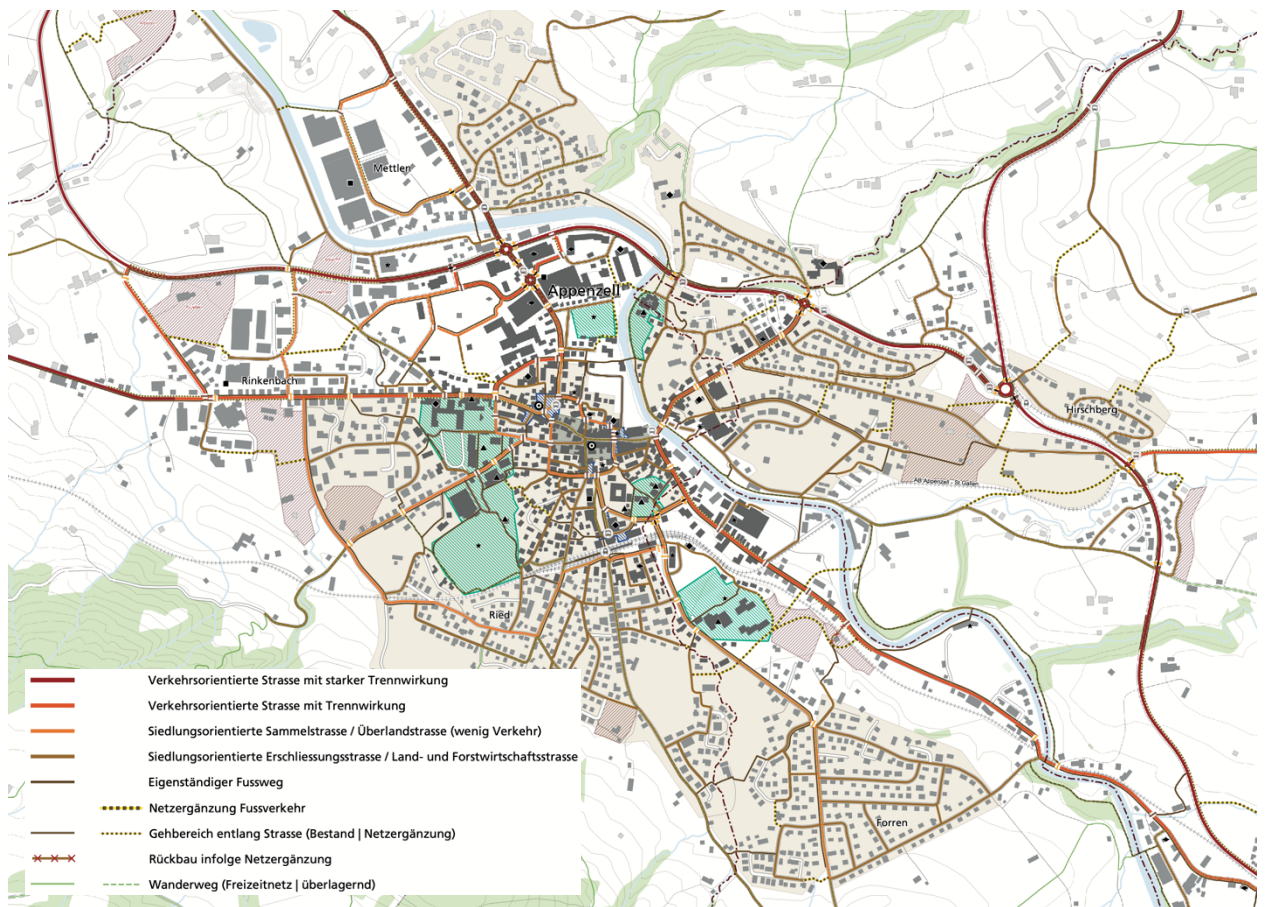 Mettlen
Appenzell
Rinkenbach
Hirschberg
AB Appenzell - St.Gallen
Ried
Forren
Verkehrsorientierte Strasse mit starker Trennwirkung
Verkehrsorientierte Strasse mit Trennwirkung
Siedlungsorientierte Sammelstrasse / Überlandstrasse (wenig Verkehr)
Siedlungsorientierte Erschliessungsstrasse / Land- und Forstwirtschaftsstrasse
Eigenständiger Fussweg
Netzergänzung Fussverkehr
Gehbereich entlang Strasse (Bestand | Netzergänzung)
Rückbau infolge Netzergänzung
Wanderweg (Freizeitnetz | überlagernd)